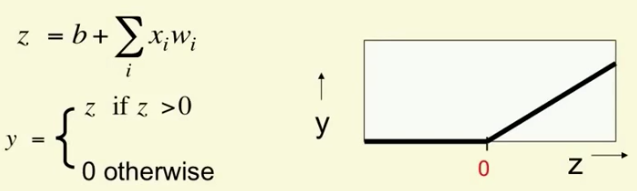 z = b + ∑ xᵢwᵢ
i
y = { z if z >0
0 otherwise
↑
y
0
z →